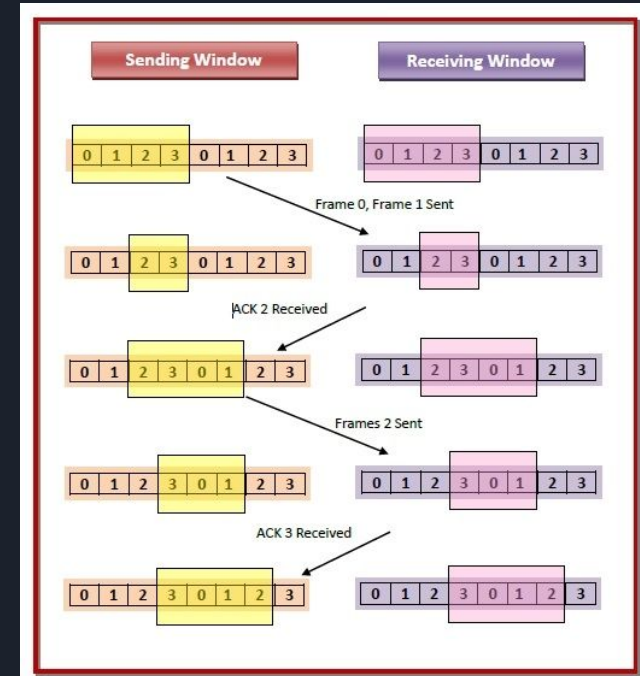 Sending Window Receiving Window
0 1 2 3 0 1 2 3 0 1 2 3 0 1 2 3
Frame 0, Frame 1 Sent
0 1 2 3 0 1 2 3 0 1 2 3 0 1 2 3
ACK 2 Received
0 1 2 3 0 1 2 3 0 1 2 3 0 1 2 3
Frames 2 Sent
0 1 2 3 0 1 2 3 0 1 2 3 0 1 2 3
ACK 3 Received
0 1 2 3 0 1 2 3 0 1 2 3 0 1 2 3